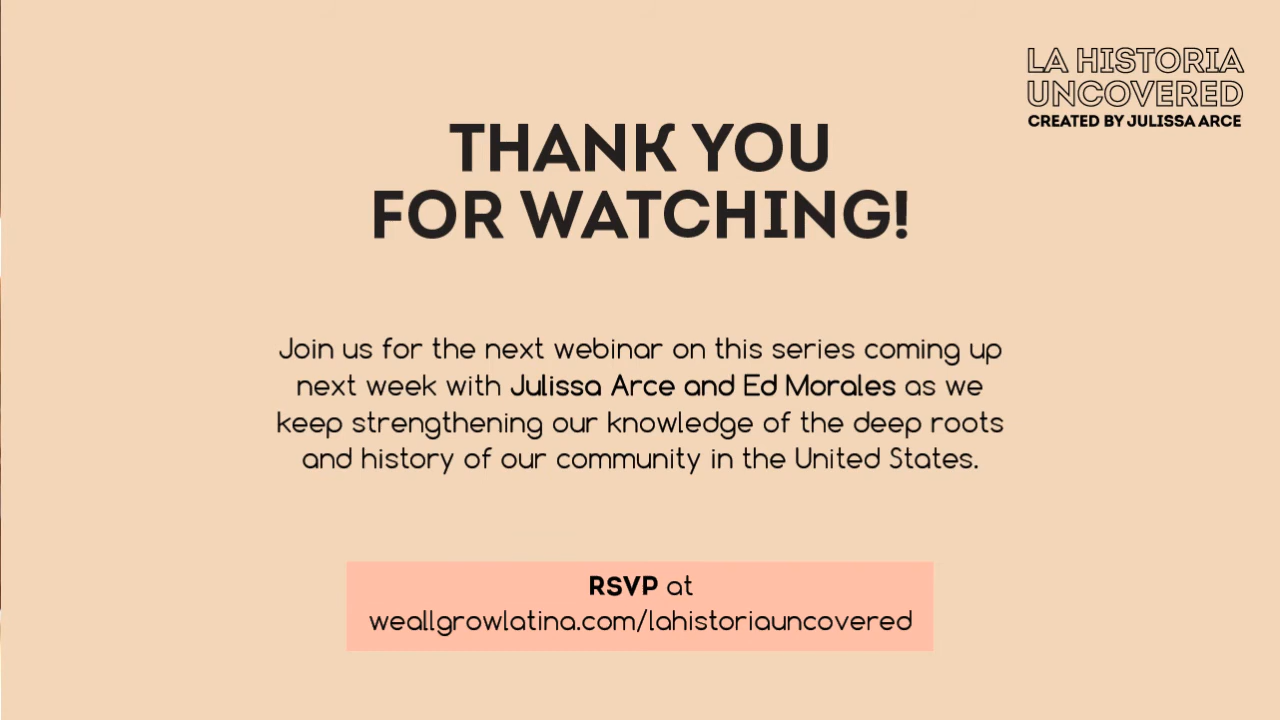 LA HISTORIA
UNCOVERED
CREATED BY JULISSA ARCE
THANK YOU
FOR WATCHING!
Join us for the next webinar on this series coming up
next week with Julissa Arce and Ed Morales as we
keep strengthening our knowledge of the deep roots
and history of our community in the United States.
RSVP at
weallgrowlatina.com/lahistoriauncovered